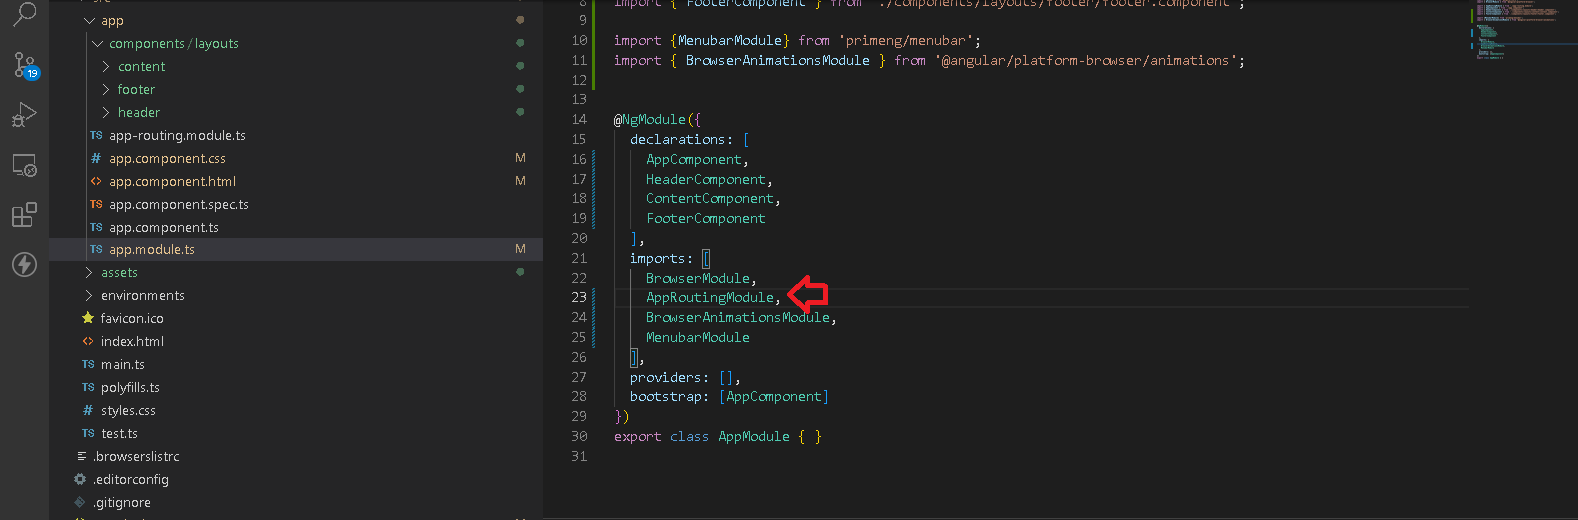 app
components / layouts
content
footer
header
TS app-routing.module.ts
# app.component.css M
<> app.component.html M
TS app.component.spec.ts
TS app.component.ts
TS app.module.ts M
assets
environments
favicon.ico
<> index.html
TS main.ts
TS polyfills.ts
# styles.css
TS test.ts
.browserslistrc
.editorconfig
.gitignore
19
8 import { FooterComponent } from './components/layouts/footer/footer.component';
9
10 import {MenubarModule} from 'primeng/menubar';
11 import { BrowserAnimationsModule } from '@angular/platform-browser/animations';
12
13
14 @NgModule({
15 declarations: [
16 AppComponent,
17 HeaderComponent,
18 ContentComponent,
19 FooterComponent
20 ],
21 imports: [
22 BrowserModule,
23 AppRoutingModule,
24 BrowserAnimationsModule,
25 MenubarModule
26 ],
27 providers: [],
28 bootstrap: [AppComponent]
29 })
30 export class AppModule { }
31